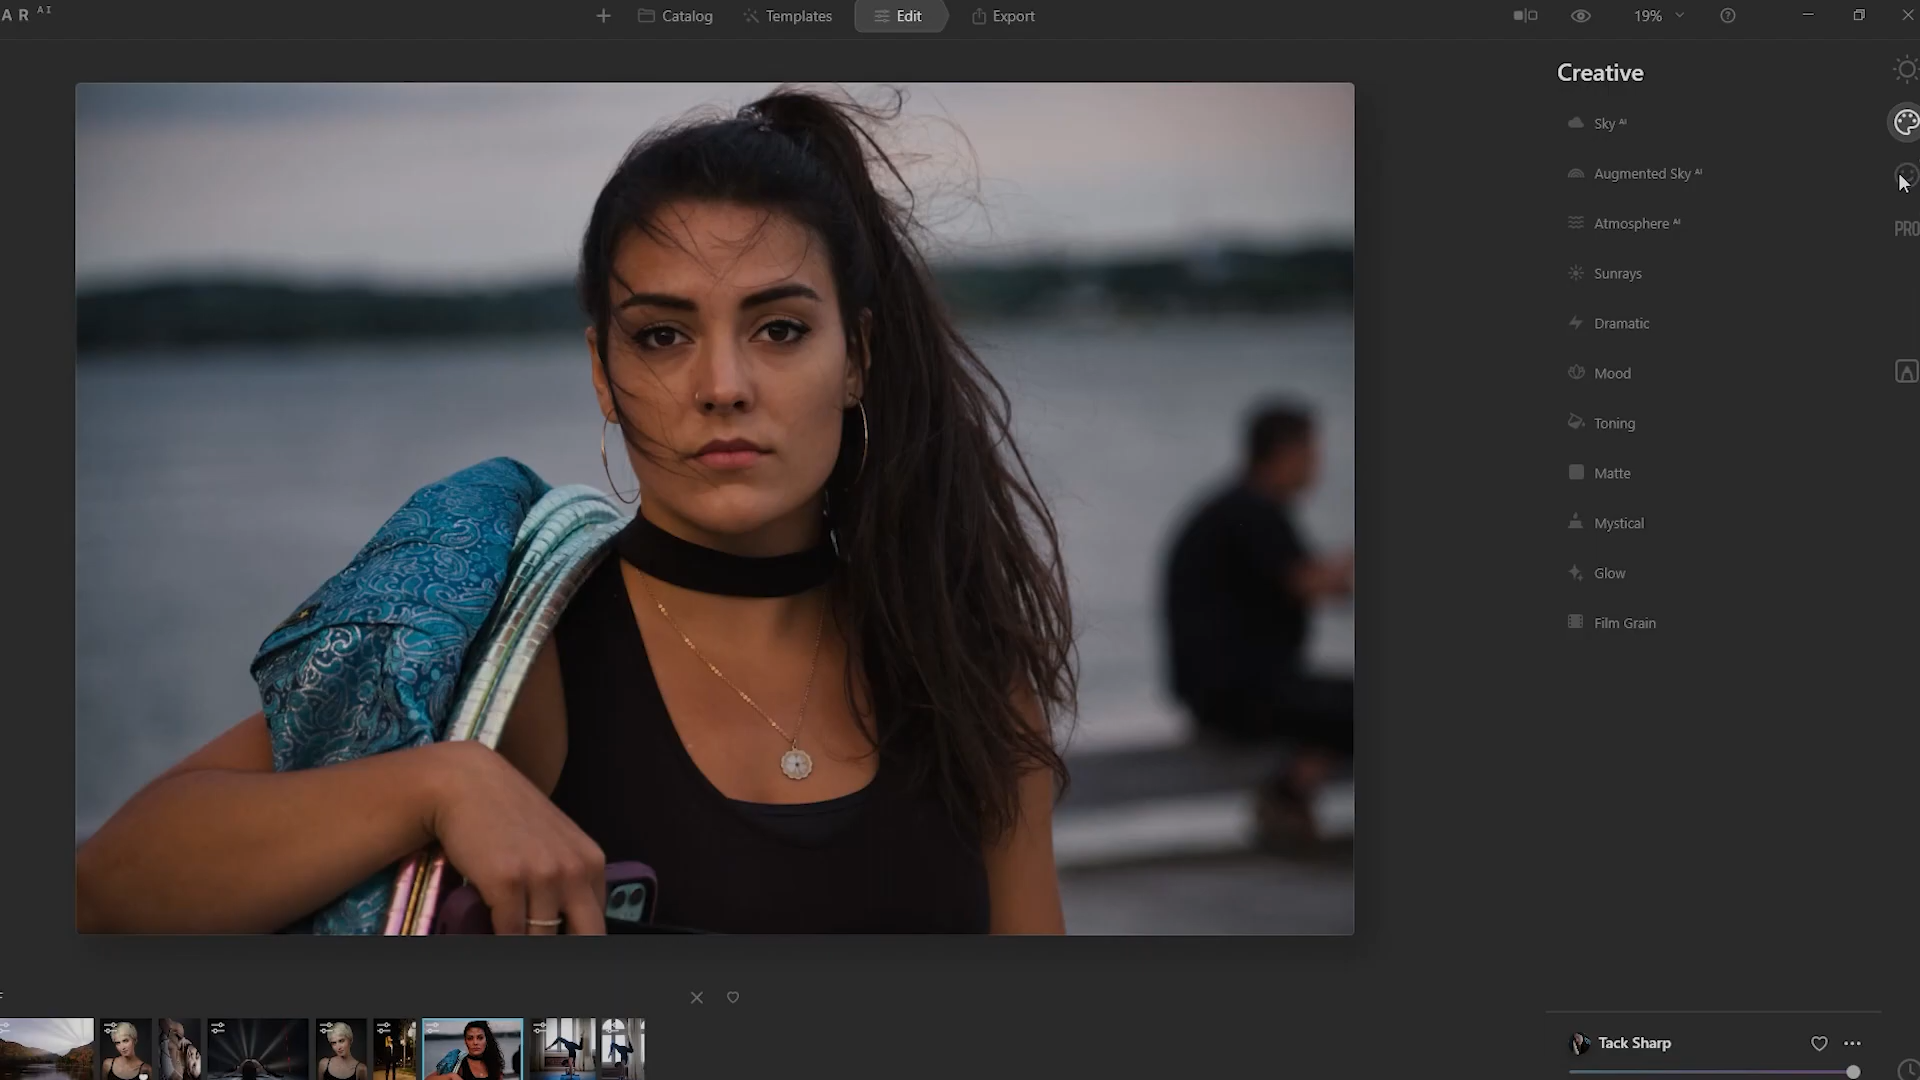 AR AI
Catalog
Templates
Edit
Export
19%
Creative
Sky AI
Augmented Sky AI
Atmosphere AI
Sunrays
Dramatic
Mood
Toning
Matte
Mystical
Glow
Film Grain
PRO
Tack Sharp